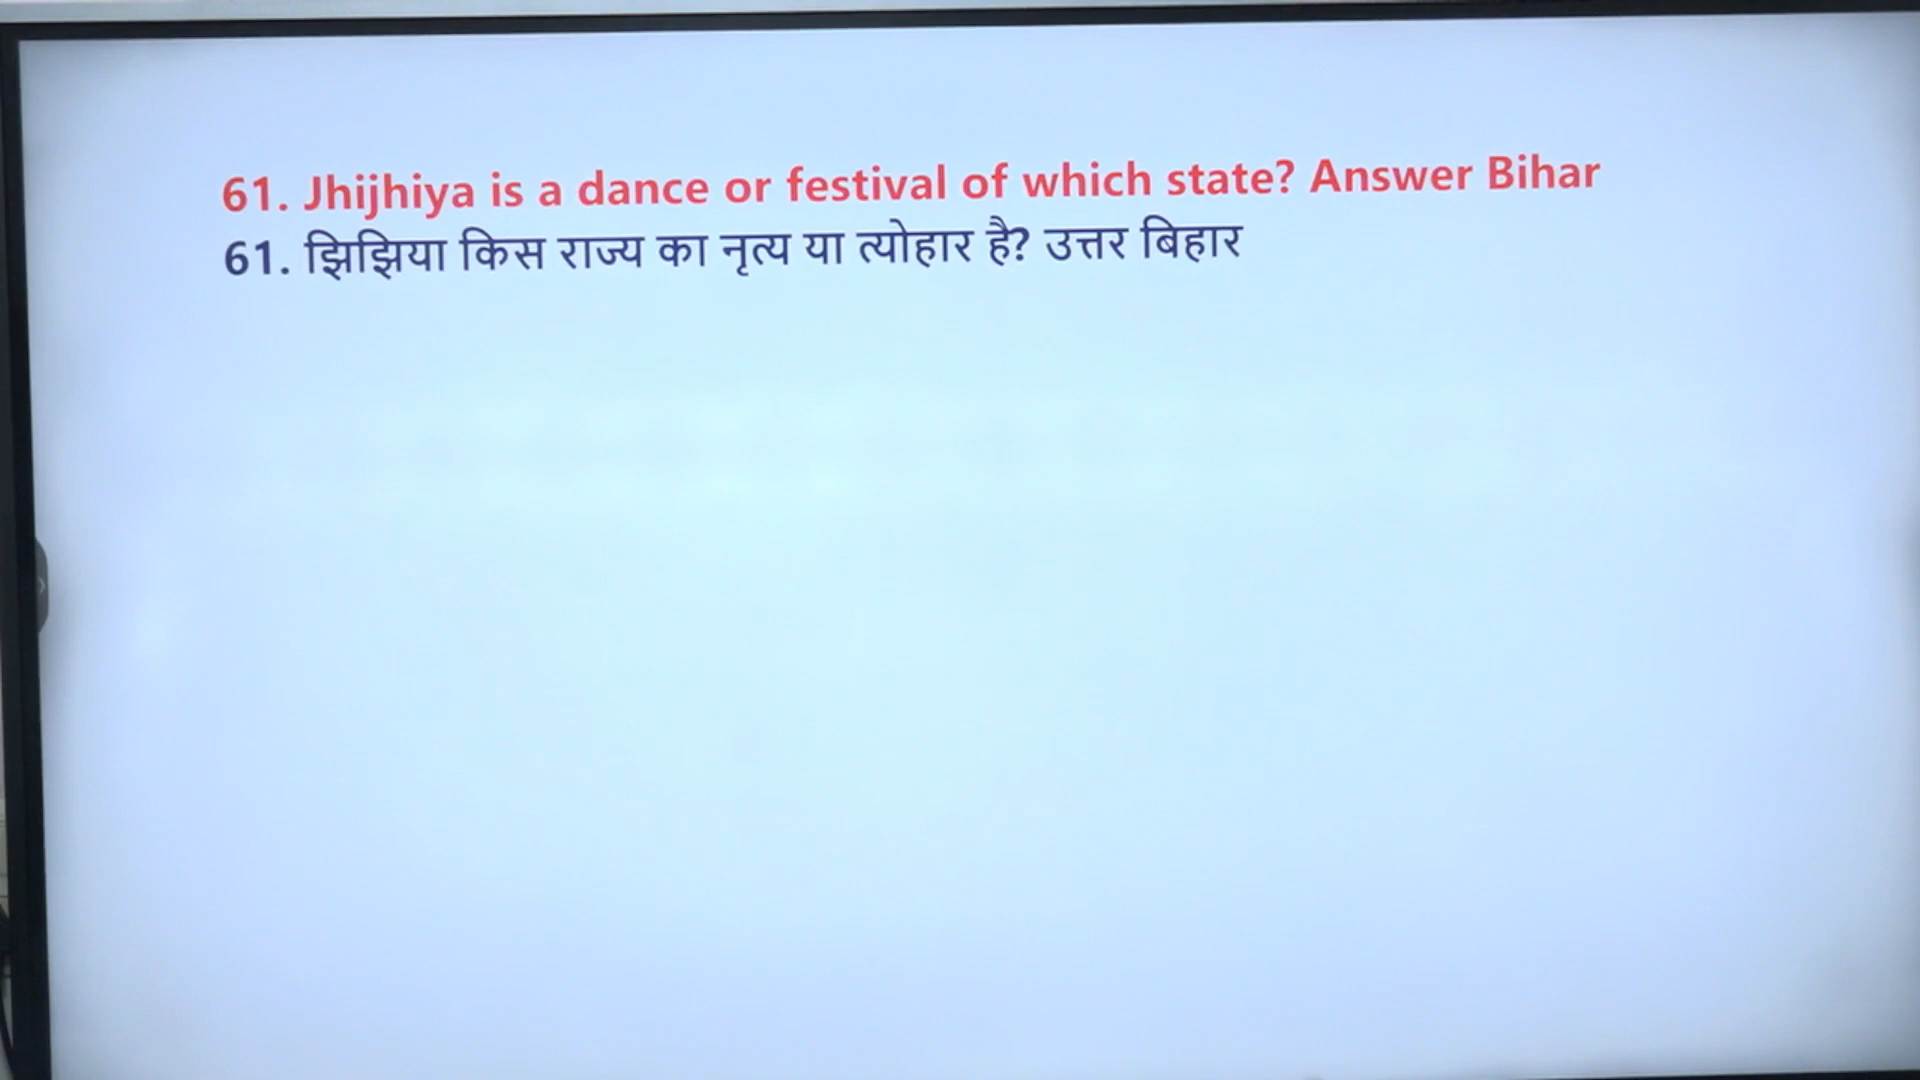 61. Jhijhiya is a dance or festival of which state? Answer Bihar
61. झिझिया किस राज्य का नृत्य या त्योहार है? उत्तर बिहार